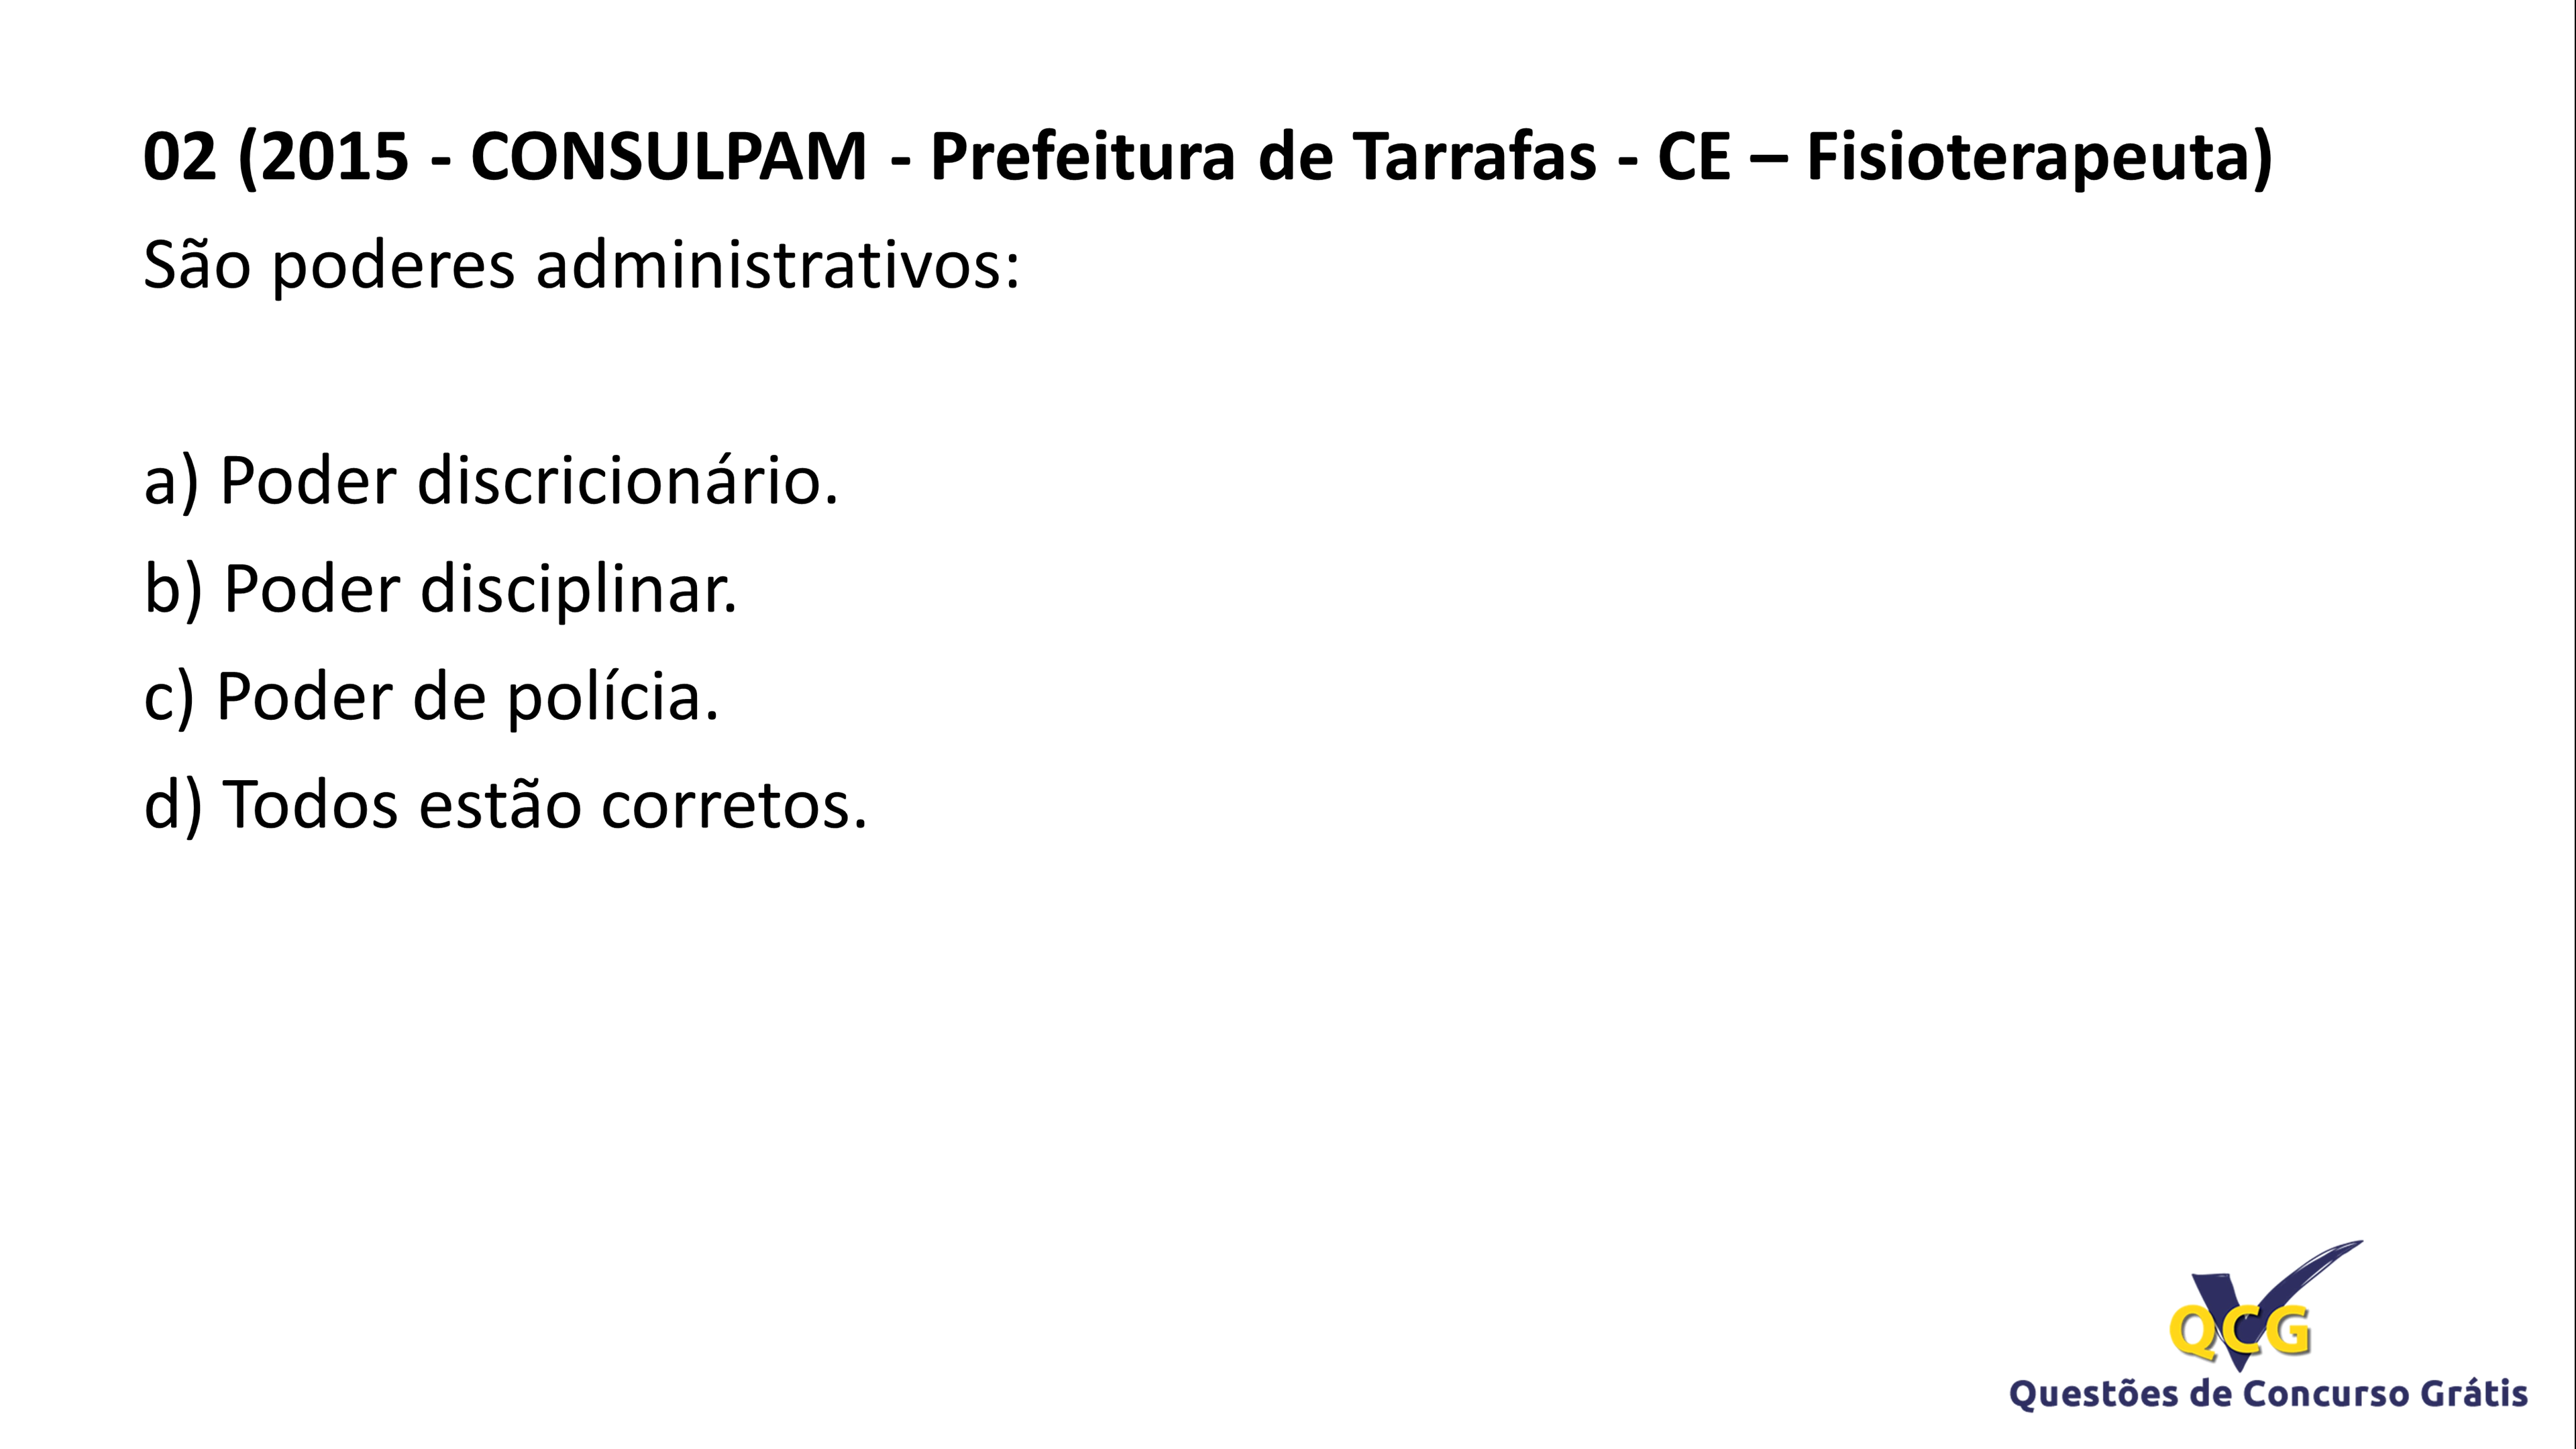 02 (2015 - CONSULPAM - Prefeitura de Tarrafas - CE – Fisioterapeuta)
São poderes administrativos:
a) Poder discricionário.
b) Poder disciplinar.
c) Poder de polícia.
d) Todos estão corretos.
QCG
Questões de Concurso Grátis